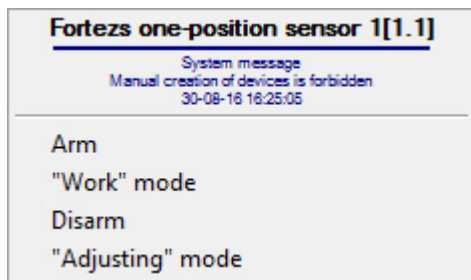 Fortezs one-position sensor 1[1.1]
System message
Manual creation of devices is forbidden
30-08-16 16:25:05
Arm
"Work" mode
Disarm
"Adjusting" mode